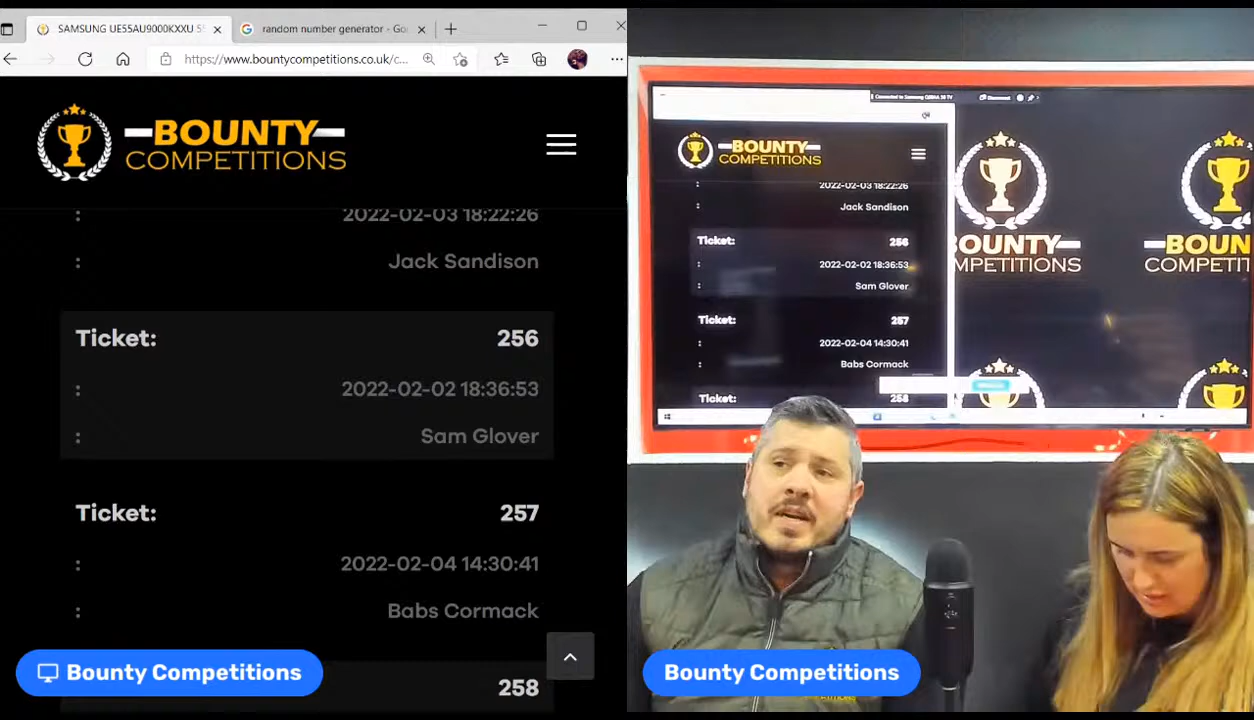 SAMSUNG UE55AU9000KXXU 55
random number generator - Go
https://www.bountycompetitions.co.uk/c...
BOUNTY
COMPETITIONS
2022-02-03 18:22:26
:
: Jack Sandison
Ticket: 256
: 2022-02-02 18:36:53
: Sam Glover
Ticket: 257
: 2022-02-04 14:30:41
: Babs Cormack
258
Bounty Competitions
BOUNTY
COMPETITIONS
: 2022-02-03 18:22:26
: Jack Sandison
Ticket: 256
: 2022-02-02 18:36:53
: Sam Glover
Ticket: 257
: 2022-02-04 14:30:41
: Babs Cormack
Ticket: 258
OUNTY
MPETITIONS
BOUN
COMPETIT
Bounty Competitions